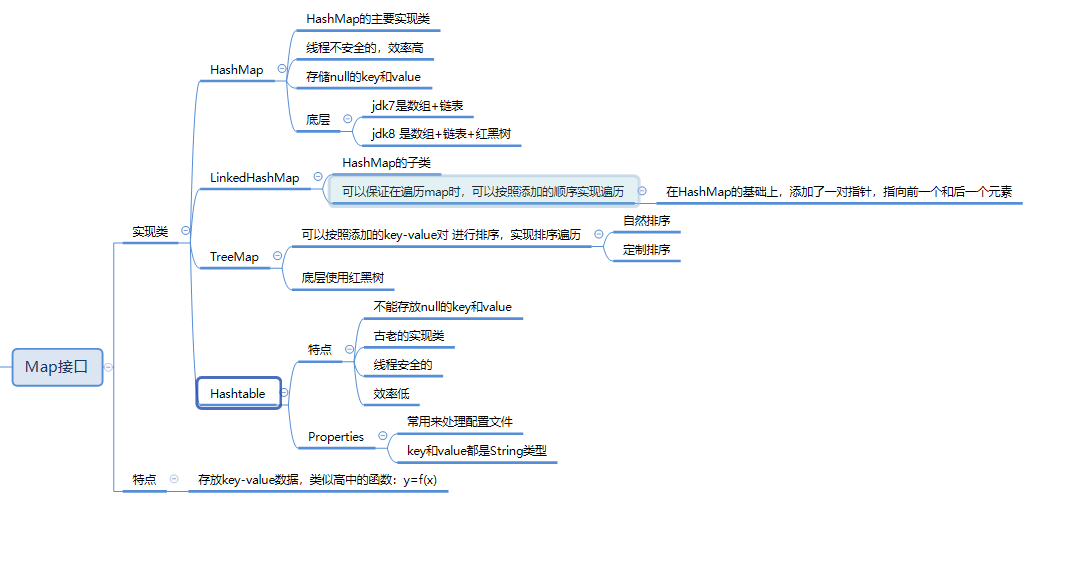 Map接口
实现类
HashMap
HashMap的主要实现类
线程不安全的，效率高
存储null的key和value
底层
jdk7是数组+链表
jdk8 是数组+链表+红黑树
LinkedHashMap
HashMap的子类
可以保证在遍历map时，可以按照添加的顺序实现遍历
在HashMap的基础上，添加了一对指针，指向前一个和后一个元素
TreeMap
可以按照添加的key-value对 进行排序，实现排序遍历
自然排序
定制排序
底层使用红黑树
Hashtable
特点
不能存放null的key和value
古老的实现类
线程安全的
效率低
Properties
常用来处理配置文件
key和value都是String类型
特点
存放key-value数据，类似高中的函数：y=f(x)